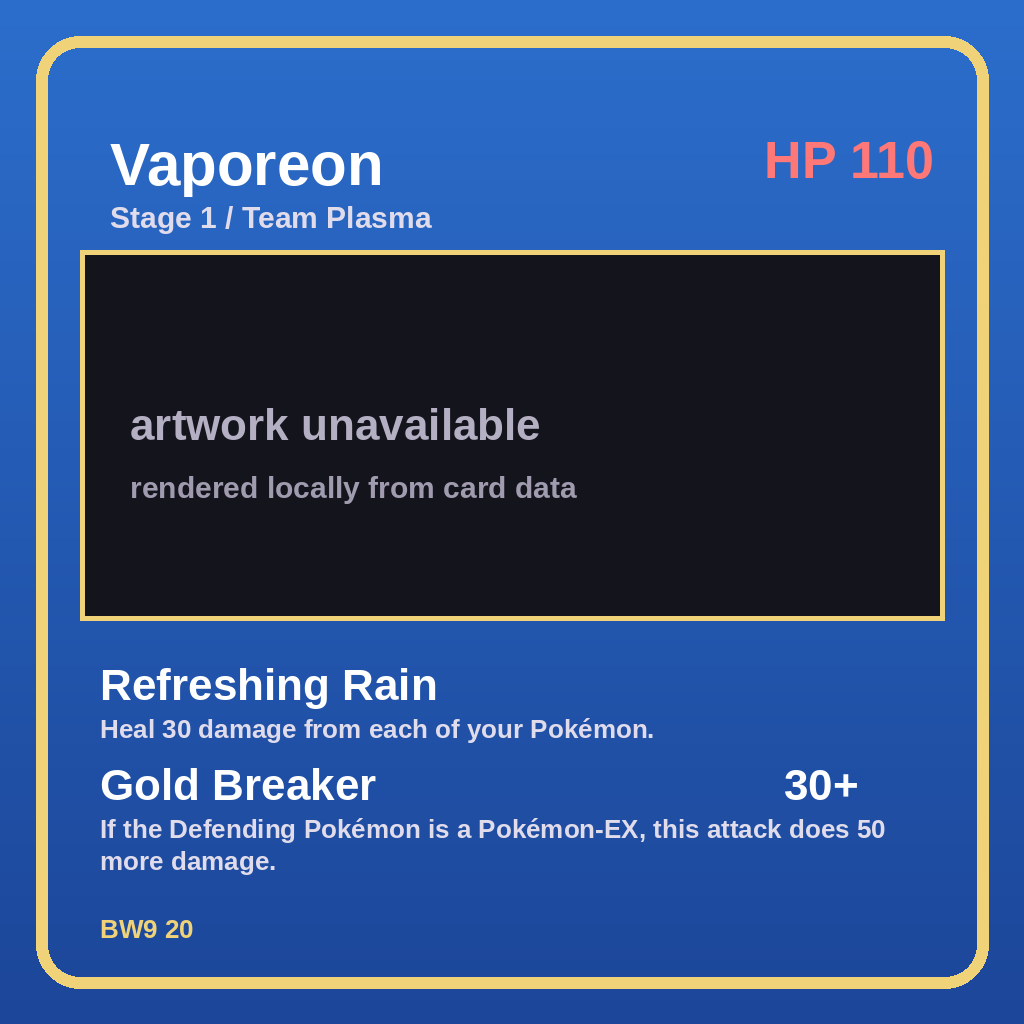 Vaporeon
HP 110
Stage 1 / Team Plasma
artwork unavailable
rendered locally from card data
Refreshing Rain
Heal 30 damage from each of your Pokémon.
Gold Breaker 30+
If the Defending Pokémon is a Pokémon-EX, this attack does 50
more damage.
BW9 20